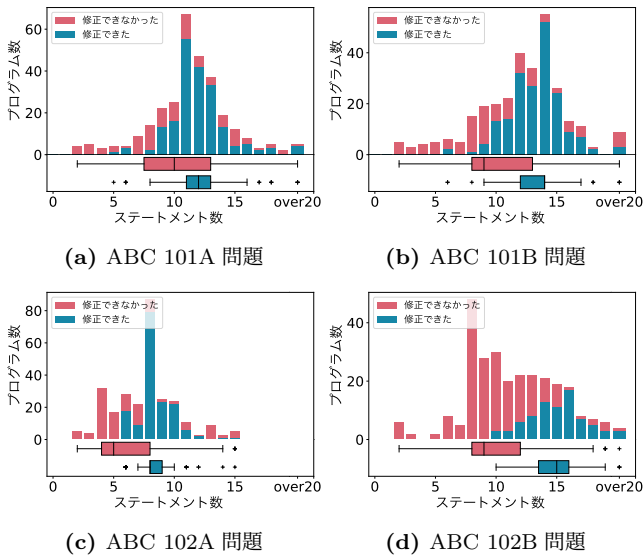 修正できなかった
修正できた
プログラム数
60
40
20
0
0
5
10
15
over20
ステートメント数
(a) ABC 101A 問題
修正できなかった
修正できた
プログラム数
40
20
0
0
5
10
15
over20
ステートメント数
(b) ABC 101B 問題
修正できなかった
修正できた
プログラム数
80
60
40
20
0
0
5
10
15
over20
ステートメント数
(c) ABC 102A 問題
修正できなかった
修正できた
プログラム数
40
20
0
0
5
10
15
over20
ステートメント数
(d) ABC 102B 問題